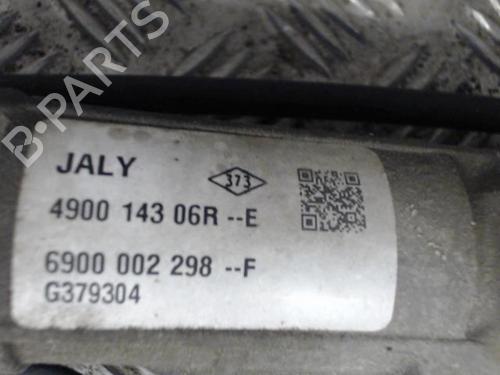 B-PARTS
JALY
373
4900 143 06R --E
6900 002 298 --F
G379304